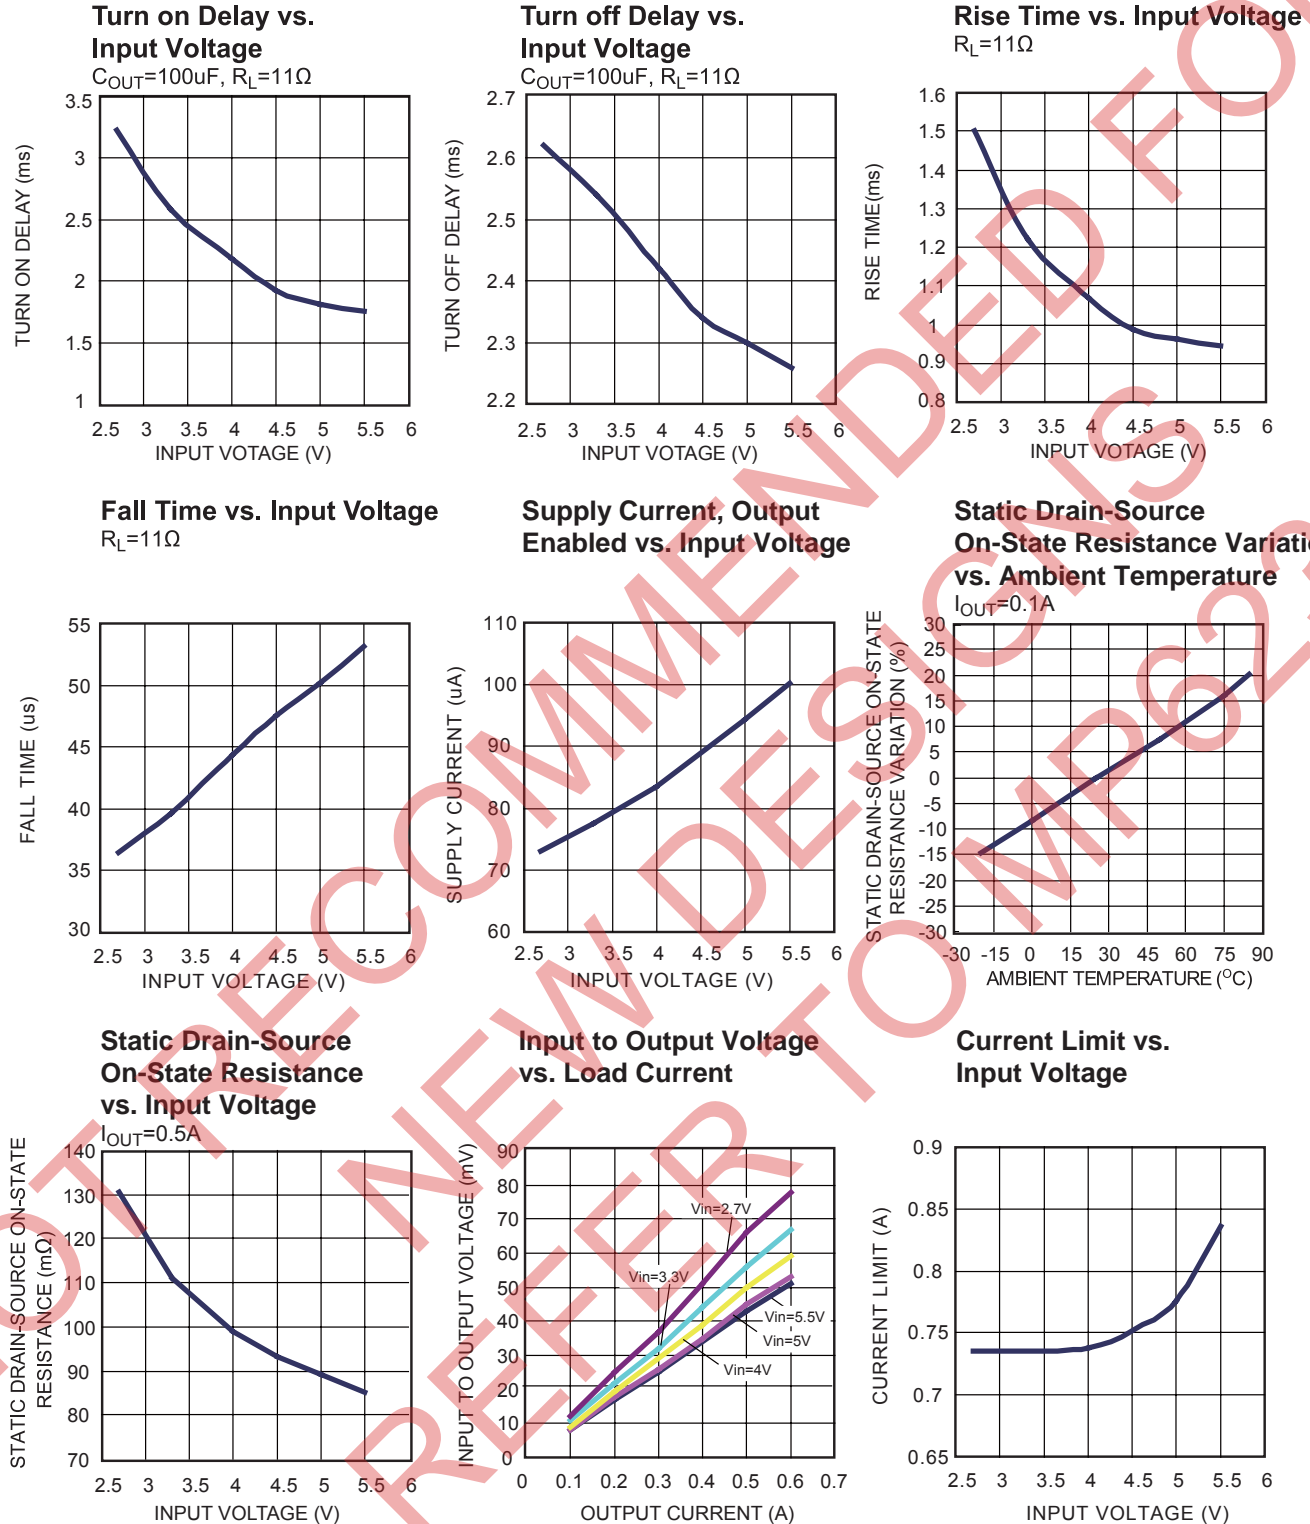 Turn on Delay vs.
Input Voltage
COUT=100uF, RL=11Ω
3.5
3
2.5
2
1.5
1
TURN ON DELAY (ms)
2.5 3 3.5 4 4.5 5 5.5 6
INPUT VOTAGE (V)
Turn off Delay vs.
Input Voltage
COUT=100uF, RL=11Ω
2.7
2.6
2.5
2.4
2.3
2.2
TURN OFF DELAY (ms)
2.5 3 3.5 4 4.5 5 5.5 6
INPUT VOTAGE (V)
Rise Time vs. Input Voltage
RL=11Ω
1.6
1.5
1.4
1.3
1.2
1.1
1
0.9
0.8
RISE TIME(ms)
2.5 3 3.5 4 4.5 5 5.5 6
INPUT VOTAGE (V)
Fall Time vs. Input Voltage
RL=11Ω
55
50
45
40
35
30
FALL TIME (us)
2.5 3 3.5 4 4.5 5 5.5 6
INPUT VOLTAGE (V)
Supply Current, Output
Enabled vs. Input Voltage
110
100
90
80
70
60
SUPPLY CURRENT (uA)
2.5 3 3.5 4 4.5 5 5.5 6
INPUT VOLTAGE (V)
Static Drain-Source
On-State Resistance Variatio
vs. Ambient Temperature
IOUT=0.1A
30
25
20
15
10
5
0
-5
-10
-15
-20
-25
-30
STATIC DRAIN-SOURCE ON-STATE
RESISTANCE VARIATION (%)
-30 -15 0 15 30 45 60 75 90
AMBIENT TEMPERATURE (OC)
Static Drain-Source
On-State Resistance
vs. Input Voltage
IOUT=0.5A
140
130
120
110
100
90
80
70
STATIC DRAIN-SOURCE ON-STATE
RESISTANCE (mΩ)
2.5 3 3.5 4 4.5 5 5.5 6
INPUT VOLTAGE (V)
Input to Output Voltage
vs. Load Current
90
80
70
60
50
40
30
20
10
0
INPUT TO OUTPUT VOLTAGE (mV)
Vin=2.7V
Vin=3.3V
Vin=5.5V
Vin=5V
Vin=4V
0 0.1 0.2 0.3 0.4 0.5 0.6 0.7
OUTPUT CURRENT (A)
Current Limit vs.
Input Voltage
0.9
0.85
0.8
0.75
0.7
0.65
CURRENT LIMIT (A)
2.5 3 3.5 4 4.5 5 5.5 6
INPUT VOLTAGE (V)
OT RECOMMENDED FO
NEW DESIGNS
REFER TO MP62